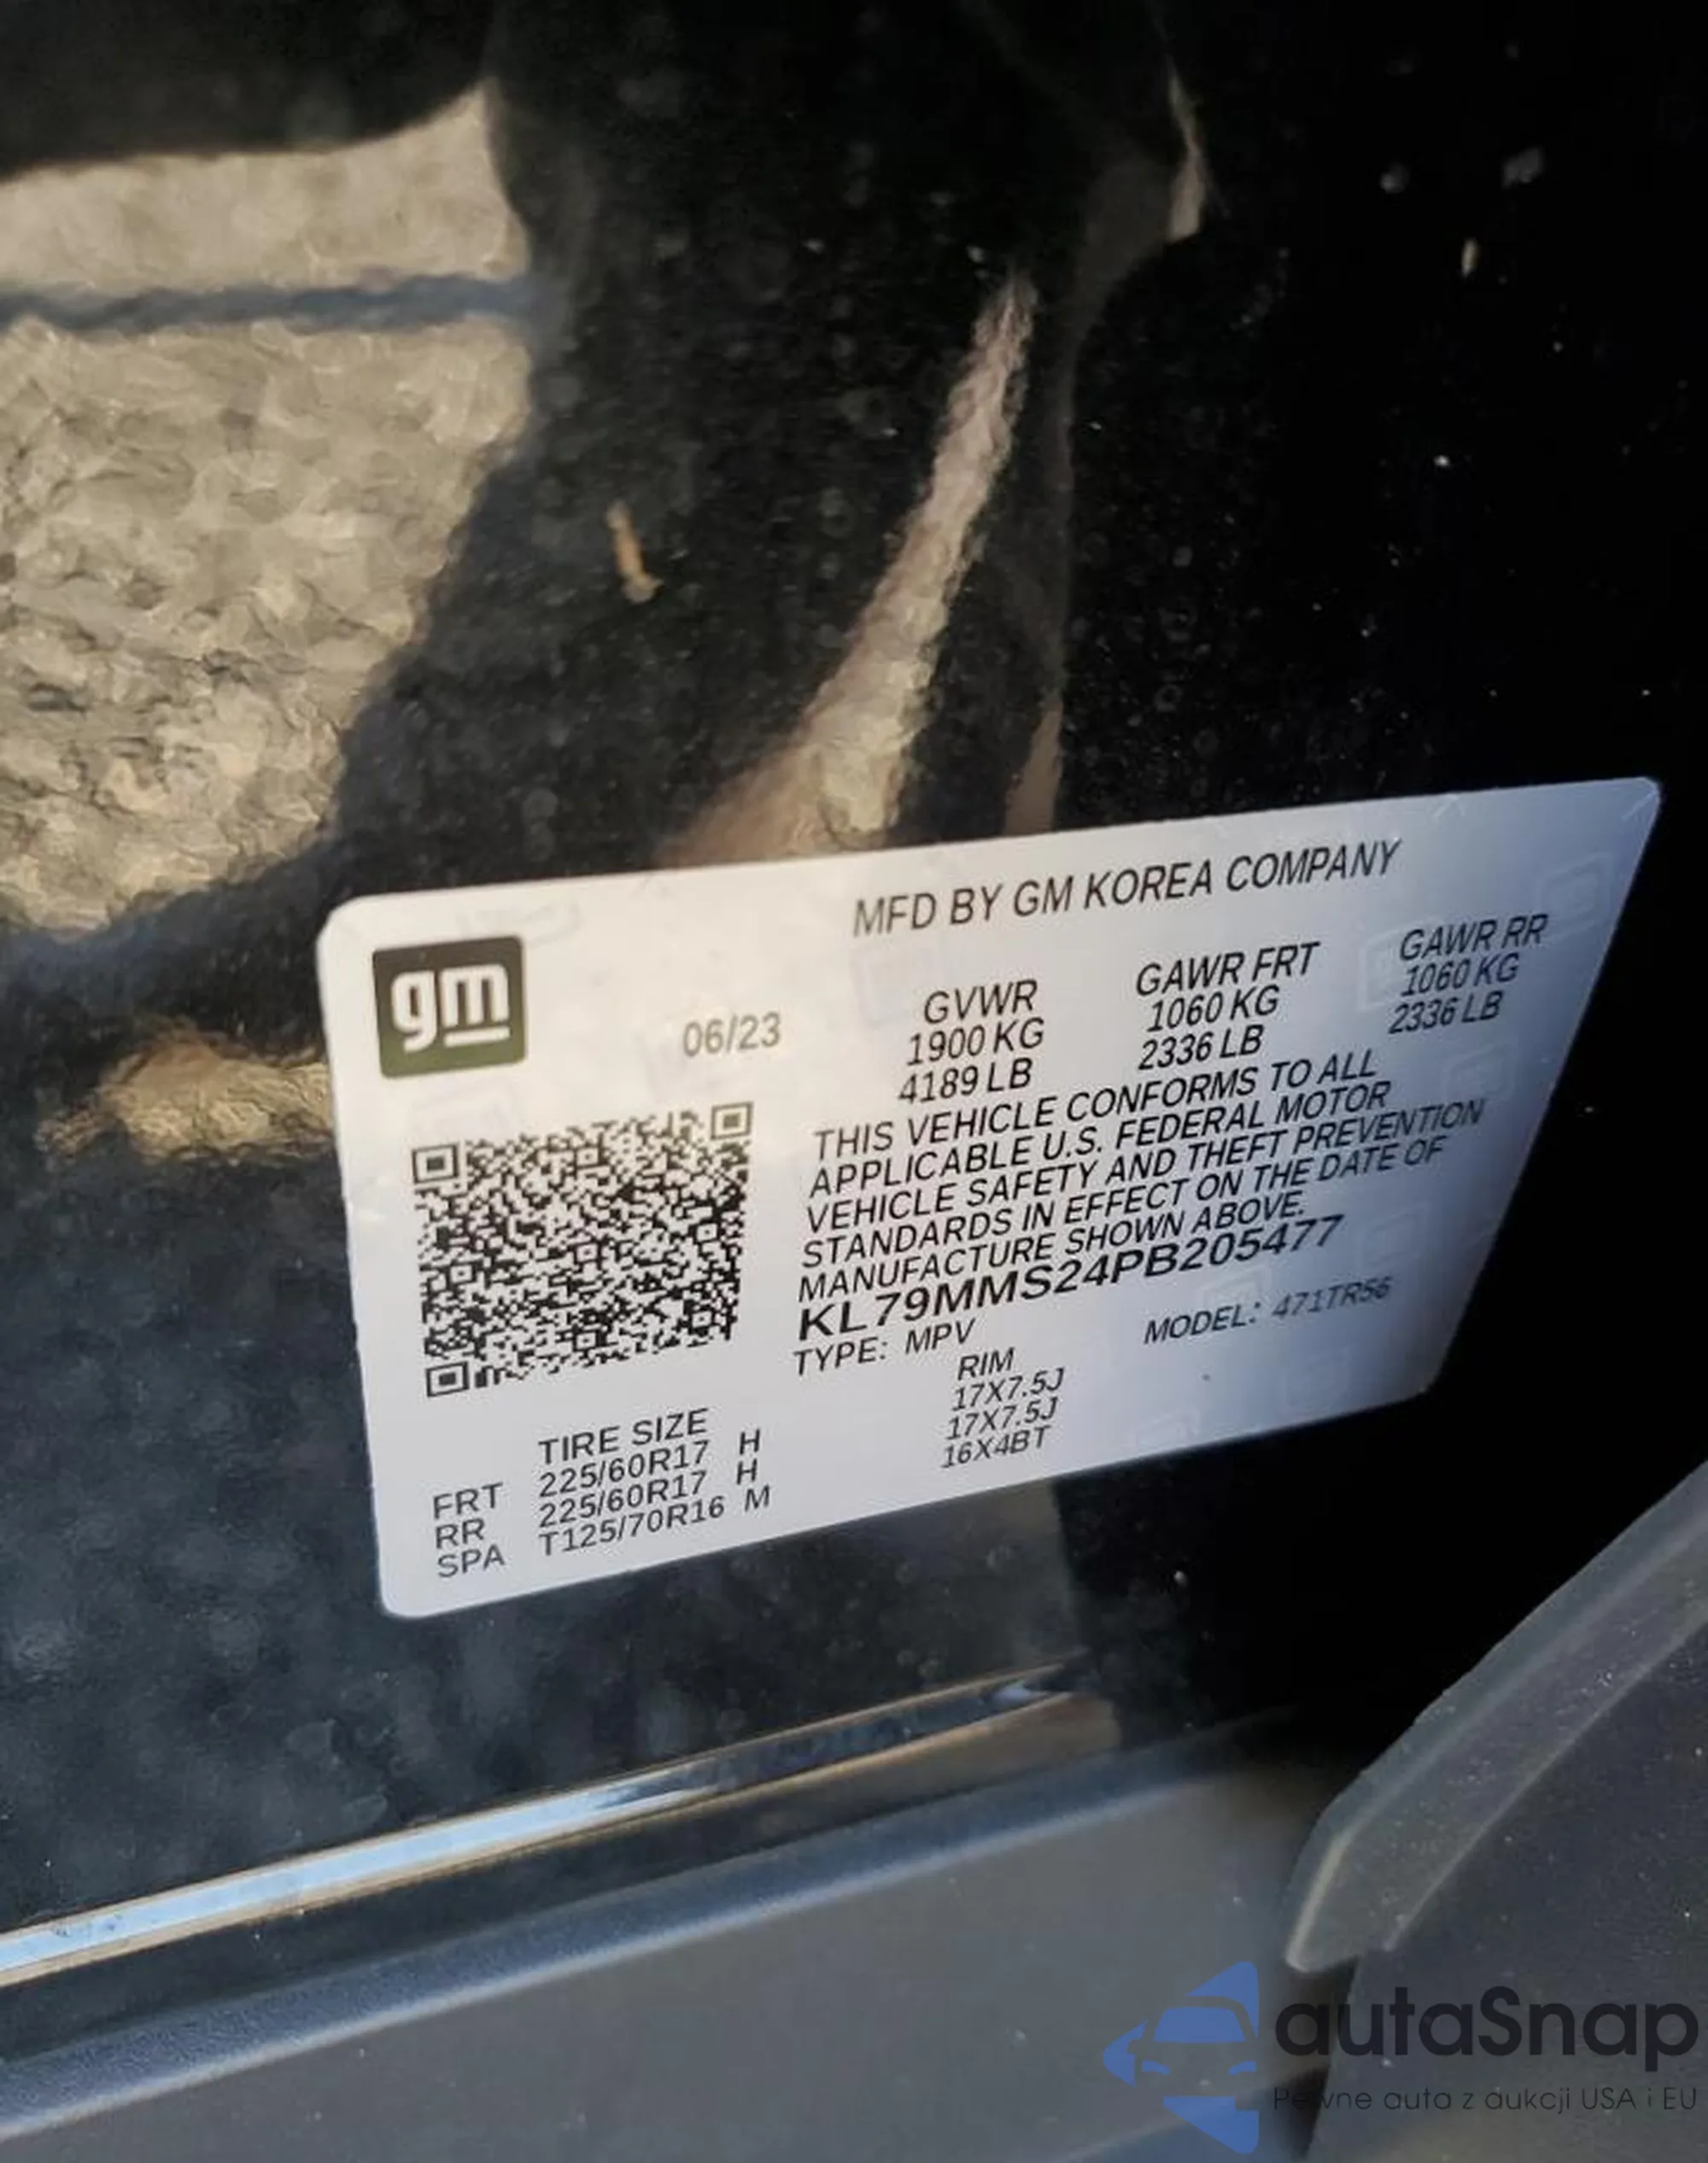 MFD BY GM KOREA COMPANY
gm
06/23
GVWR GAWR FRT GAWR RR
1900 KG 1060 KG 1060 KG
4189 LB 2336 LB 2336 LB
THIS VEHICLE CONFORMS TO ALL
APPLICABLE U.S. FEDERAL MOTOR
VEHICLE SAFETY AND THEFT PREVENTION
STANDARDS IN EFFECT ON THE DATE OF
MANUFACTURE SHOWN ABOVE.
KL79MMS24PB205477
TYPE: MPV MODEL: 471TR56
TIRE SIZE RIM
FRT 225/60R17 H 17X7.5J
RR 225/60R17 H 17X7.5J
SPA T125/70R16 M 16X4BT
autaSnap
Pewne auta z aukcji USA i EU